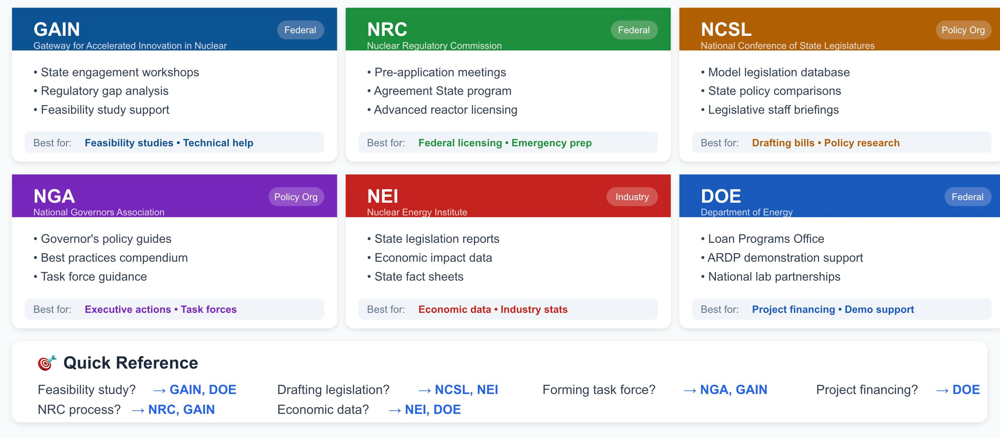 GAIN
Federal
Gateway for Accelerated Innovation in Nuclear
• State engagement workshops
• Regulatory gap analysis
• Feasibility study support
Best for: Feasibility studies • Technical help
NRC
Federal
Nuclear Regulatory Commission
• Pre-application meetings
• Agreement State program
• Advanced reactor licensing
Best for: Federal licensing • Emergency prep
NCSL
Policy Org
National Conference of State Legislatures
• Model legislation database
• State policy comparisons
• Legislative staff briefings
Best for: Drafting bills • Policy research
NGA
Policy Org
National Governors Association
• Governor's policy guides
• Best practices compendium
• Task force guidance
Best for: Executive actions • Task forces
NEI
Industry
Nuclear Energy Institute
• State legislation reports
• Economic impact data
• State fact sheets
Best for: Economic data • Industry stats
DOE
Federal
Department of Energy
• Loan Programs Office
• ARDP demonstration support
• National lab partnerships
Best for: Project financing • Demo support
🎯 Quick Reference
Feasibility study? → GAIN, DOE
Drafting legislation? → NCSL, NEI
Forming task force? → NGA, GAIN
Project financing? → DOE
NRC process? → NRC, GAIN
Economic data? → NEI, DOE